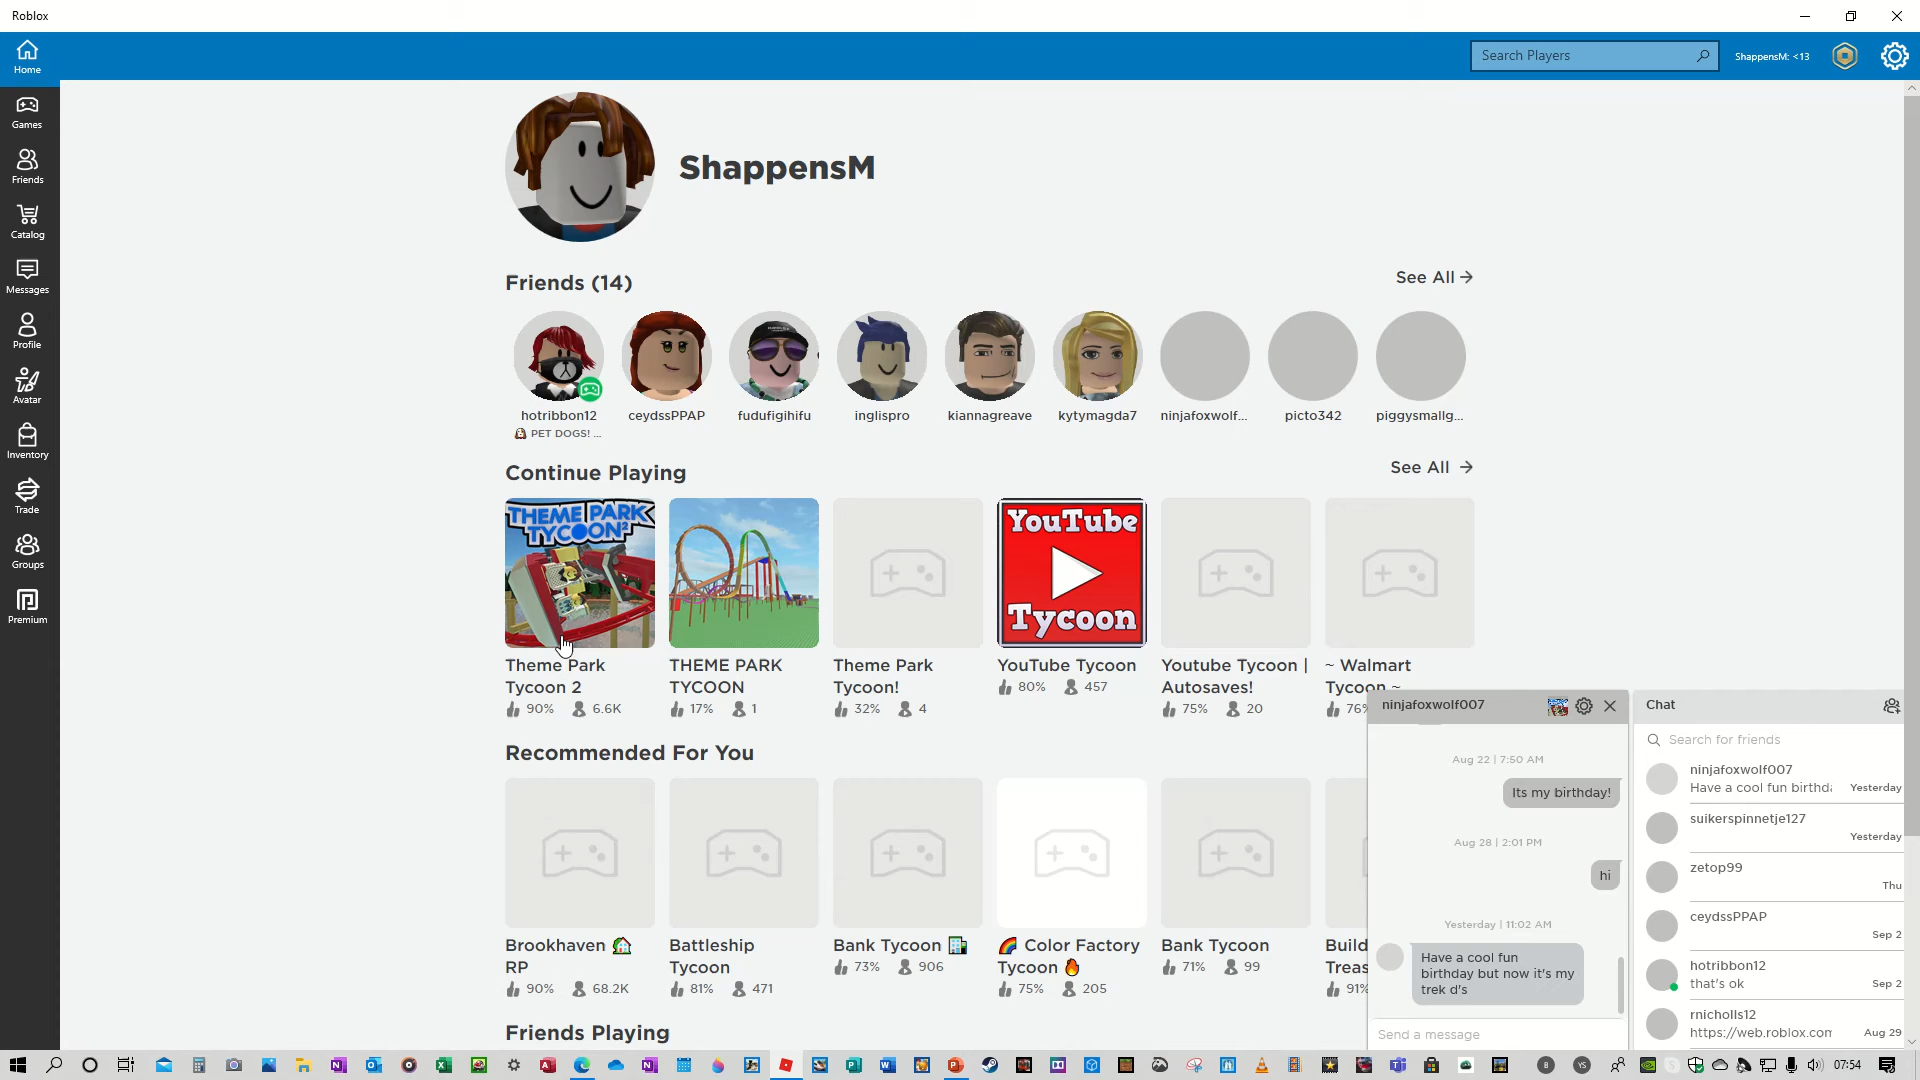 Roblox
Home
Search Players
ShappensM: <13
Games
Friends
Catalog
Messages
Profile
Avatar
Inventory
Trade
Groups
Premium
ShappensM
Friends (14)
See All
hotribbon12
PET DOGS! ...
ceydssPPAP
fudufigihifu
inglispro
kiannagreave
kytymagda7
ninjafoxwolf...
picto342
piggysmallg...
Continue Playing
See All
THEME PARK
TYCOON 2
YouTube
Tycoon
Theme Park
Tycoon 2
90% 6.6K
THEME PARK
TYCOON
17% 1
Theme Park
Tycoon!
32% 4
YouTube Tycoon
80% 457
Youtube Tycoon |
Autosaves!
75% 20
~ Walmart
Tycoon ~
76%
Recommended For You
Brookhaven 🏡
RP
90% 68.2K
Battleship
Tycoon
81% 471
Bank Tycoon 🏦
73% 906
🌈 Color Factory
Tycoon 🔥
75% 205
Bank Tycoon
71% 99
Build
Treas
91%
Friends Playing
ninjafoxwolf007
Aug 22 | 7:50 AM
Its my birthday!
Aug 28 | 2:01 PM
hi
Yesterday | 11:02 AM
Have a cool fun
birthday but now it's my
trek d's
Send a message
Chat
Search for friends
ninjafoxwolf007
Have a cool fun birthda Yesterday
suikerspinnetje127
Yesterday
zetop99
Thu
ceydssPPAP
Sep 2
hotribbon12
that's ok Sep 2
rnicholls12
https://web.roblox.com Aug 29
07:54